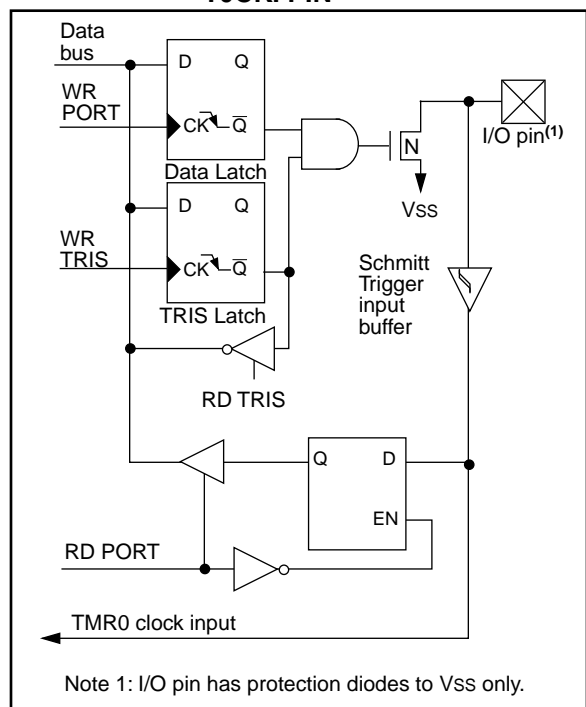 Data
bus
D Q
WR
PORT
CK Q̅
N
I/O pin(1)
Data Latch
VSS
D Q
WR
TRIS
CK Q̅
Schmitt
Trigger
input
buffer
TRIS Latch
RD TRIS
Q D
EN
RD PORT
TMR0 clock input
Note 1: I/O pin has protection diodes to VSS only.